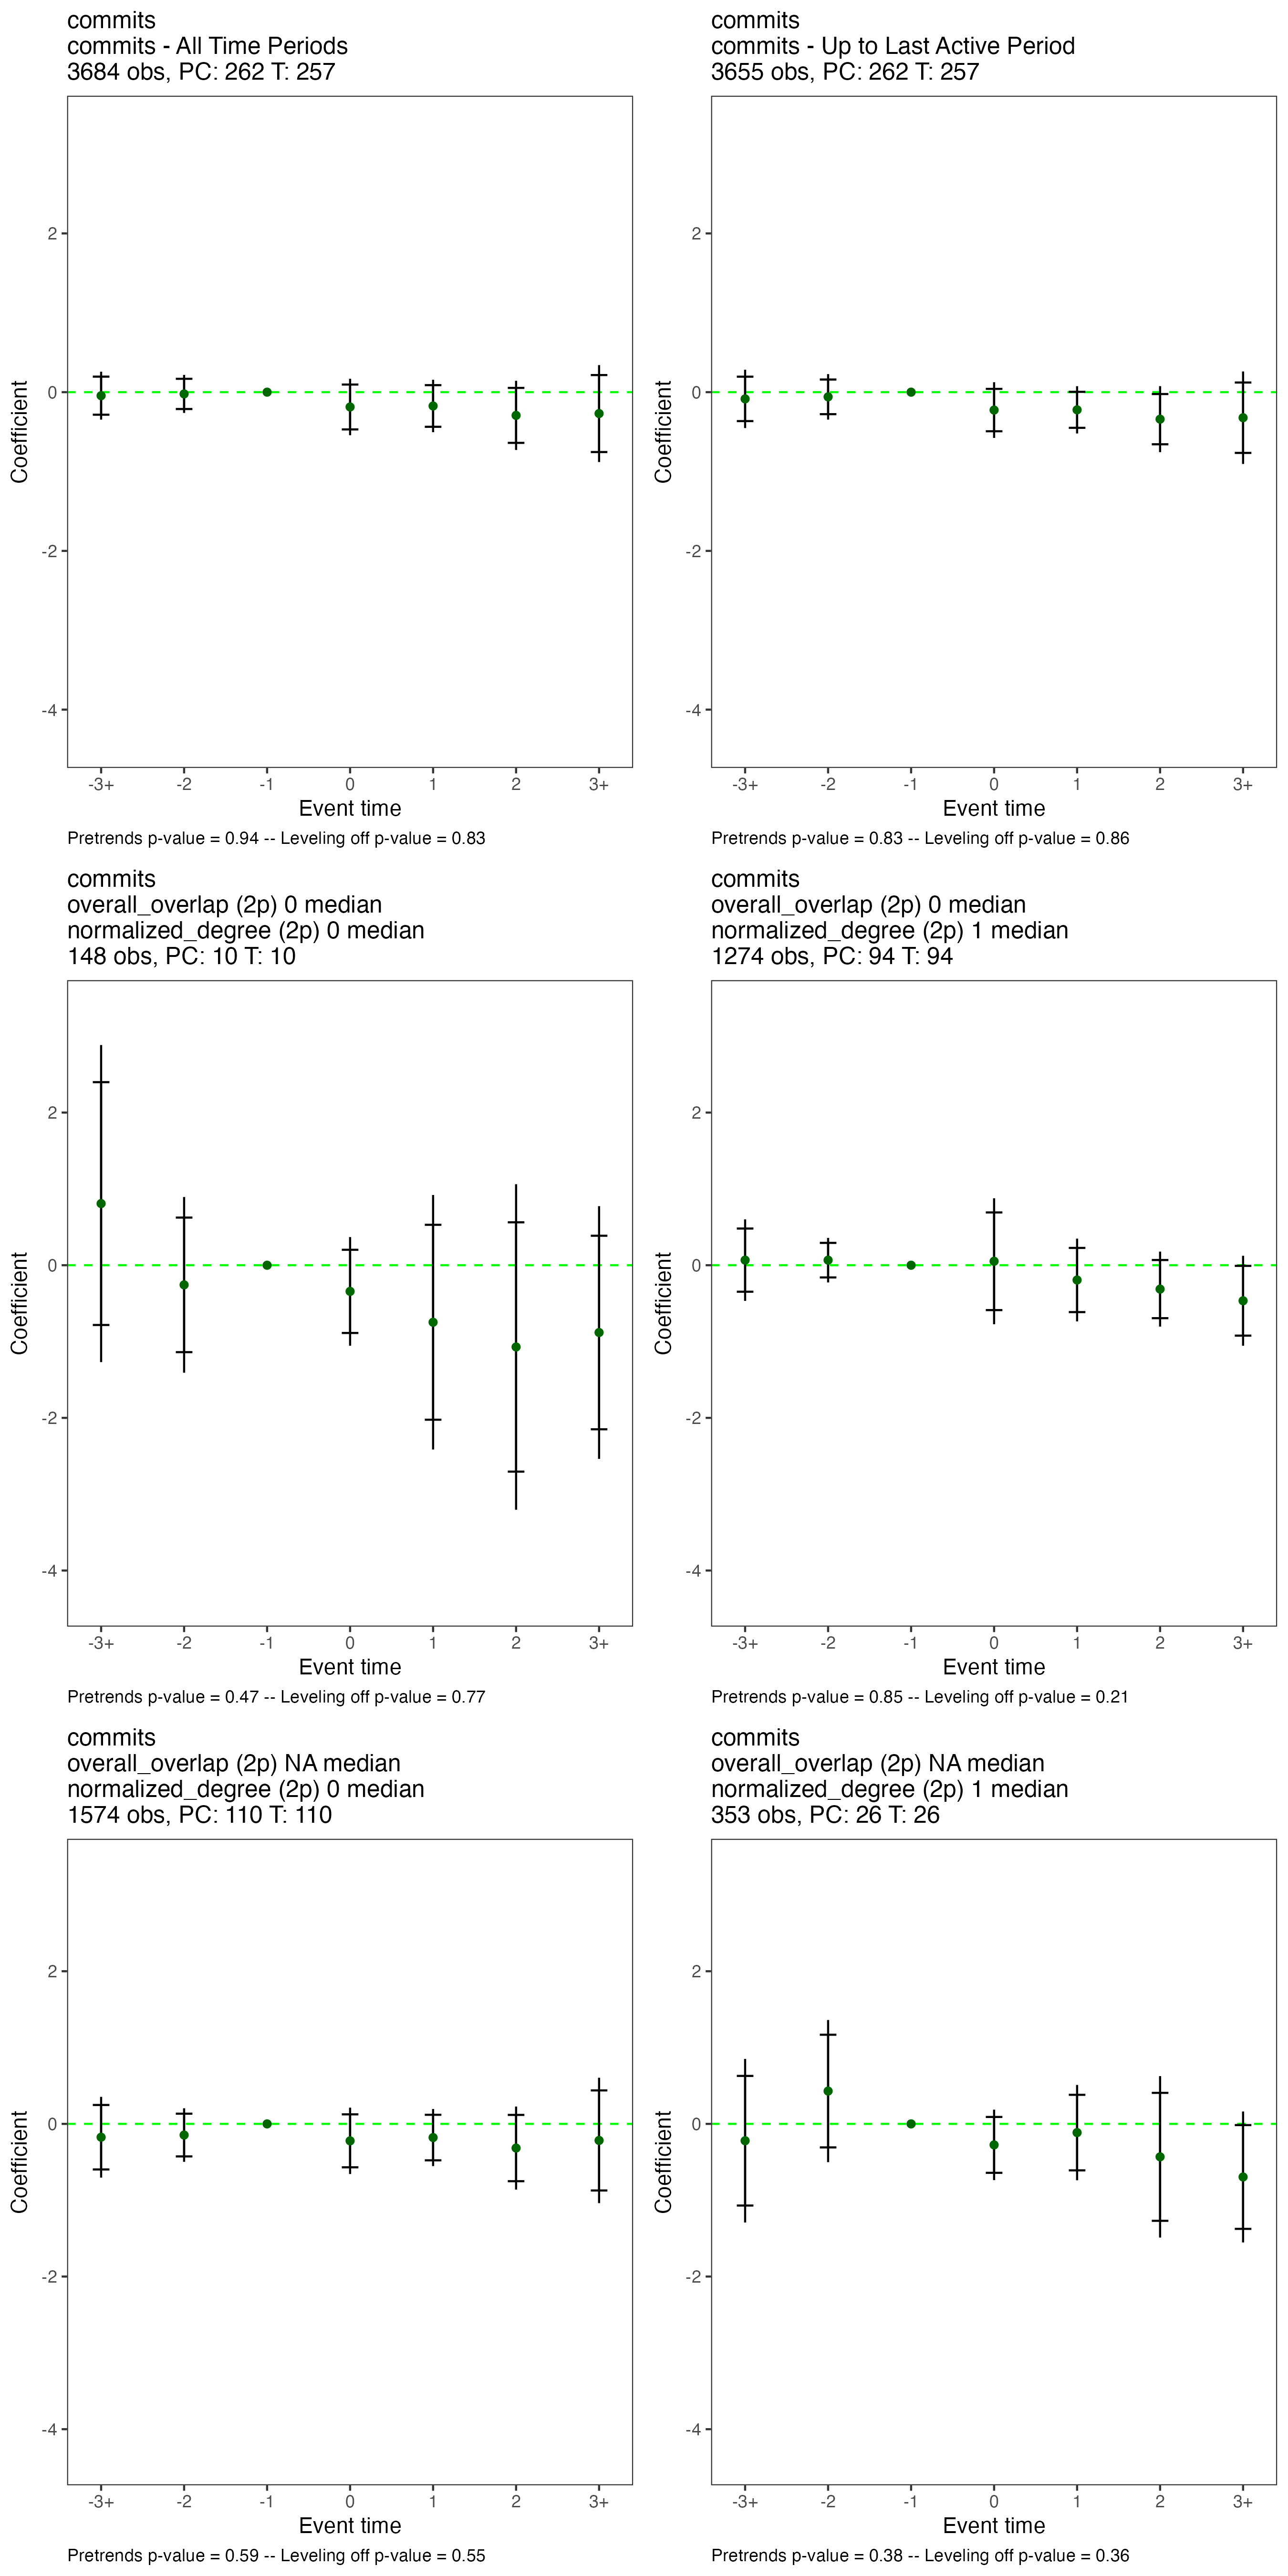 commits
commits - All Time Periods
3684 obs, PC: 262 T: 257
Coefficient
2
0
-2
-4
-3+ -2 -1 0 1 2 3+
Event time
Pretrends p-value = 0.94 -- Leveling off p-value = 0.83
commits
commits - Up to Last Active Period
3655 obs, PC: 262 T: 257
Coefficient
2
0
-2
-4
-3+ -2 -1 0 1 2 3+
Event time
Pretrends p-value = 0.83 -- Leveling off p-value = 0.86
commits
overall_overlap (2p) 0 median
normalized_degree (2p) 0 median
148 obs, PC: 10 T: 10
Coefficient
2
0
-2
-4
-3+ -2 -1 0 1 2 3+
Event time
Pretrends p-value = 0.47 -- Leveling off p-value = 0.77
commits
overall_overlap (2p) 0 median
normalized_degree (2p) 1 median
1274 obs, PC: 94 T: 94
Coefficient
2
0
-2
-4
-3+ -2 -1 0 1 2 3+
Event time
Pretrends p-value = 0.85 -- Leveling off p-value = 0.21
commits
overall_overlap (2p) NA median
normalized_degree (2p) 0 median
1574 obs, PC: 110 T: 110
Coefficient
2
0
-2
-4
-3+ -2 -1 0 1 2 3+
Event time
Pretrends p-value = 0.59 -- Leveling off p-value = 0.55
commits
overall_overlap (2p) NA median
normalized_degree (2p) 1 median
353 obs, PC: 26 T: 26
Coefficient
2
0
-2
-4
-3+ -2 -1 0 1 2 3+
Event time
Pretrends p-value = 0.38 -- Leveling off p-value = 0.36